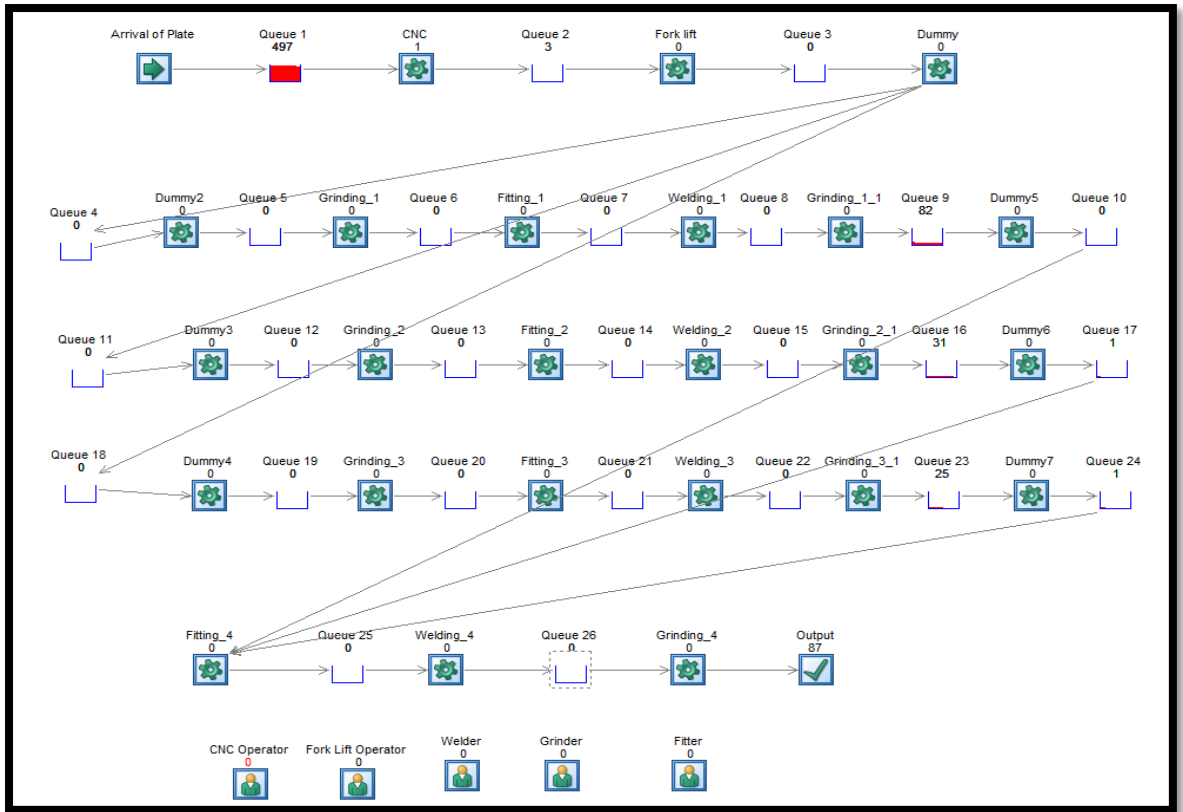 Arrival of Plate
Queue 1
497
CNC
1
Queue 2
3
Fork lift
0
Queue 3
0
Dummy
0
Queue 4
0
Dummy2
0
Queue 5
0
Grinding_1
0
Queue 6
0
Fitting_1
0
Queue 7
0
Welding_1
0
Queue 8
0
Grinding_1_1
0
Queue 9
82
Dummy5
0
Queue 10
0
Queue 11
0
Dummy3
0
Queue 12
0
Grinding_2
0
Queue 13
0
Fitting_2
0
Queue 14
0
Welding_2
0
Queue 15
0
Grinding_2_1
0
Queue 16
31
Dummy6
0
Queue 17
1
Queue 18
0
Dummy4
0
Queue 19
0
Grinding_3
0
Queue 20
0
Fitting_3
0
Queue 21
0
Welding_3
0
Queue 22
0
Grinding_3_1
0
Queue 23
25
Dummy7
0
Queue 24
1
Fitting_4
0
Queue 25
0
Welding_4
0
Queue 26
0
Grinding_4
0
Output
87
CNC Operator
0
Fork Lift Operator
0
Welder
0
Grinder
0
Fitter
0